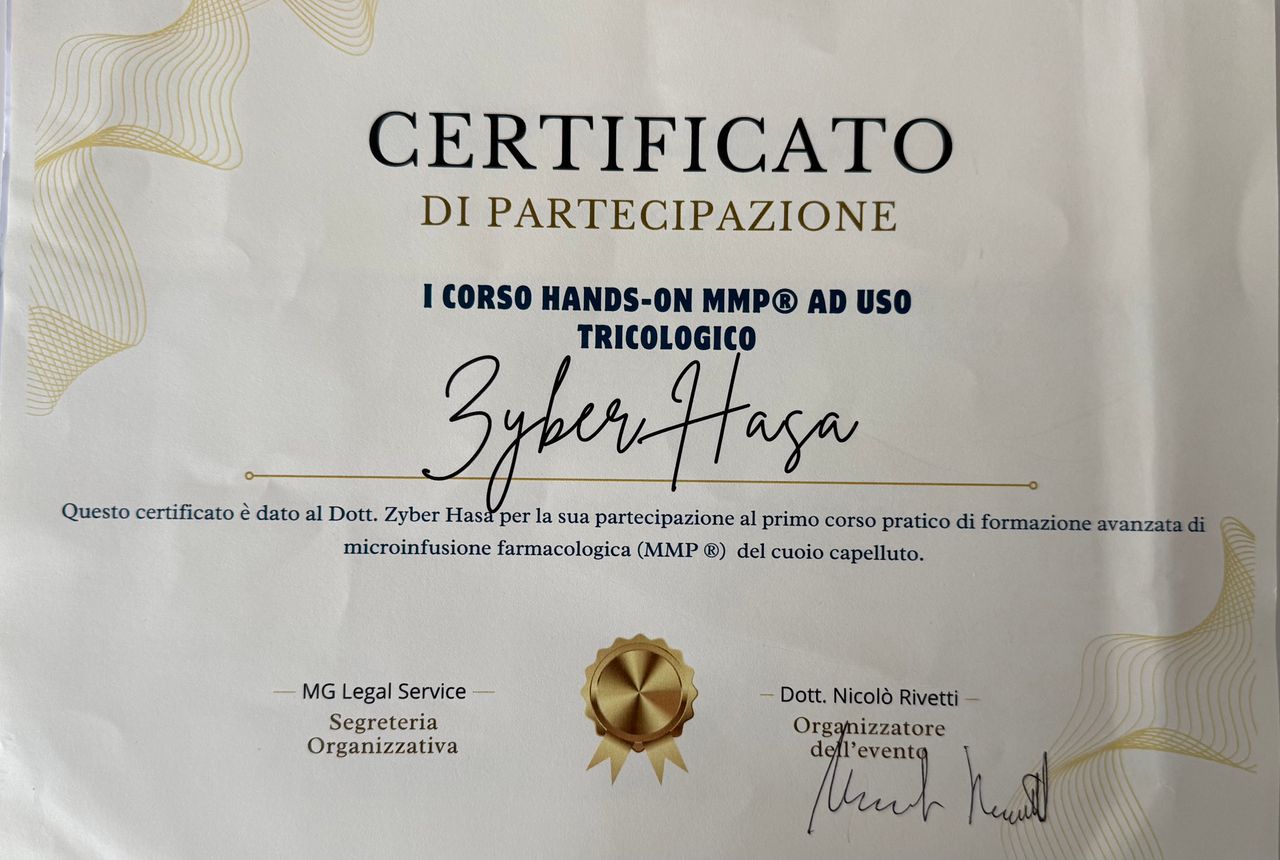 CERTIFICATO
DI PARTECIPAZIONE
I CORSO HANDS-ON MMP® AD USO
TRICOLOGICO
Zyber Hasa
Questo certificato è dato al Dott. Zyber Hasa per la sua partecipazione al primo corso pratico di formazione avanzata di
microinfusione farmacologica (MMP ®) del cuoio capelluto.
MG Legal Service
Segreteria
Organizzativa
Dott. Nicolò Rivetti
Organizzatore
dell'evento